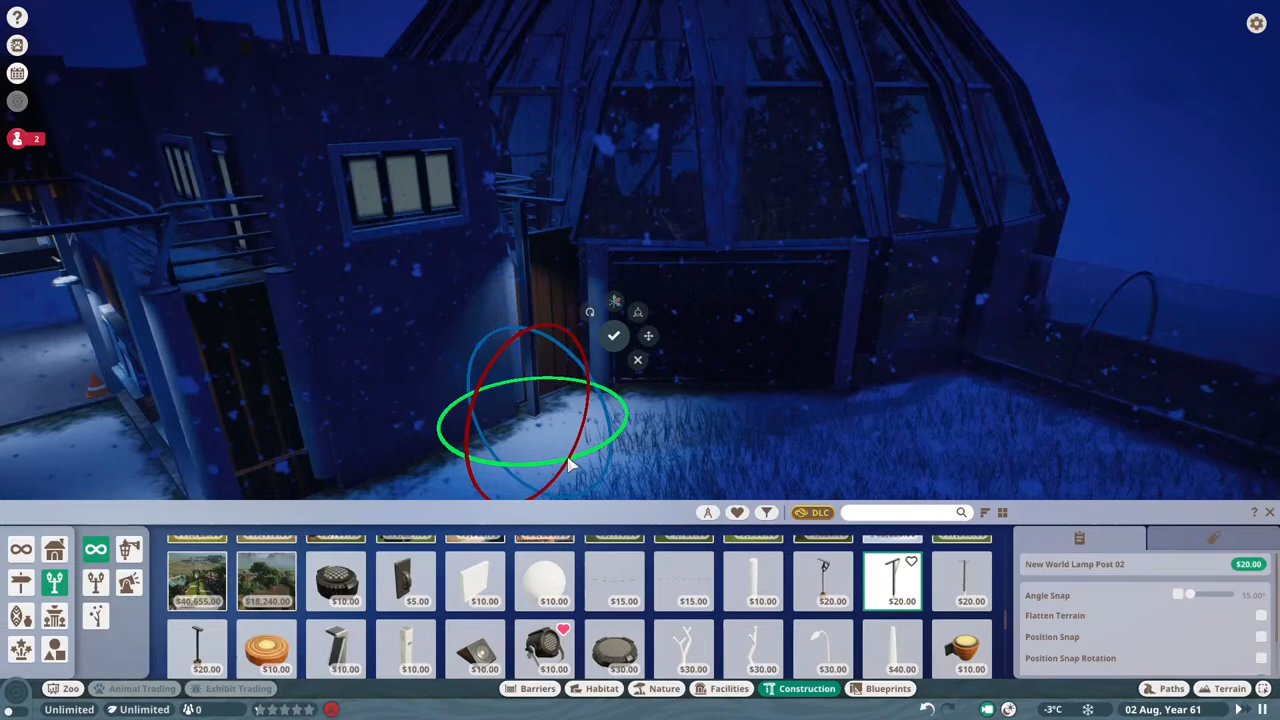 ?
2
DLC
?
$40,655.00
$18,240.00
$10.00
$5.00
$10.00
$10.00
$15.00
$15.00
$10.00
$20.00
$20.00
$20.00
$20.00
$10.00
$10.00
$10.00
$10.00
$10.00
$30.00
$30.00
$30.00
$30.00
$40.00
$10.00
New World Lamp Post 02
$20.00
Angle Snap
15.00°
Flatten Terrain
Position Snap
Position Snap Rotation
Zoo
Animal Trading
Exhibit Trading
Barriers
Habitat
Nature
Facilities
Construction
Blueprints
Paths
Terrain
Unlimited
Unlimited
0
-3°C
02 Aug, Year 61